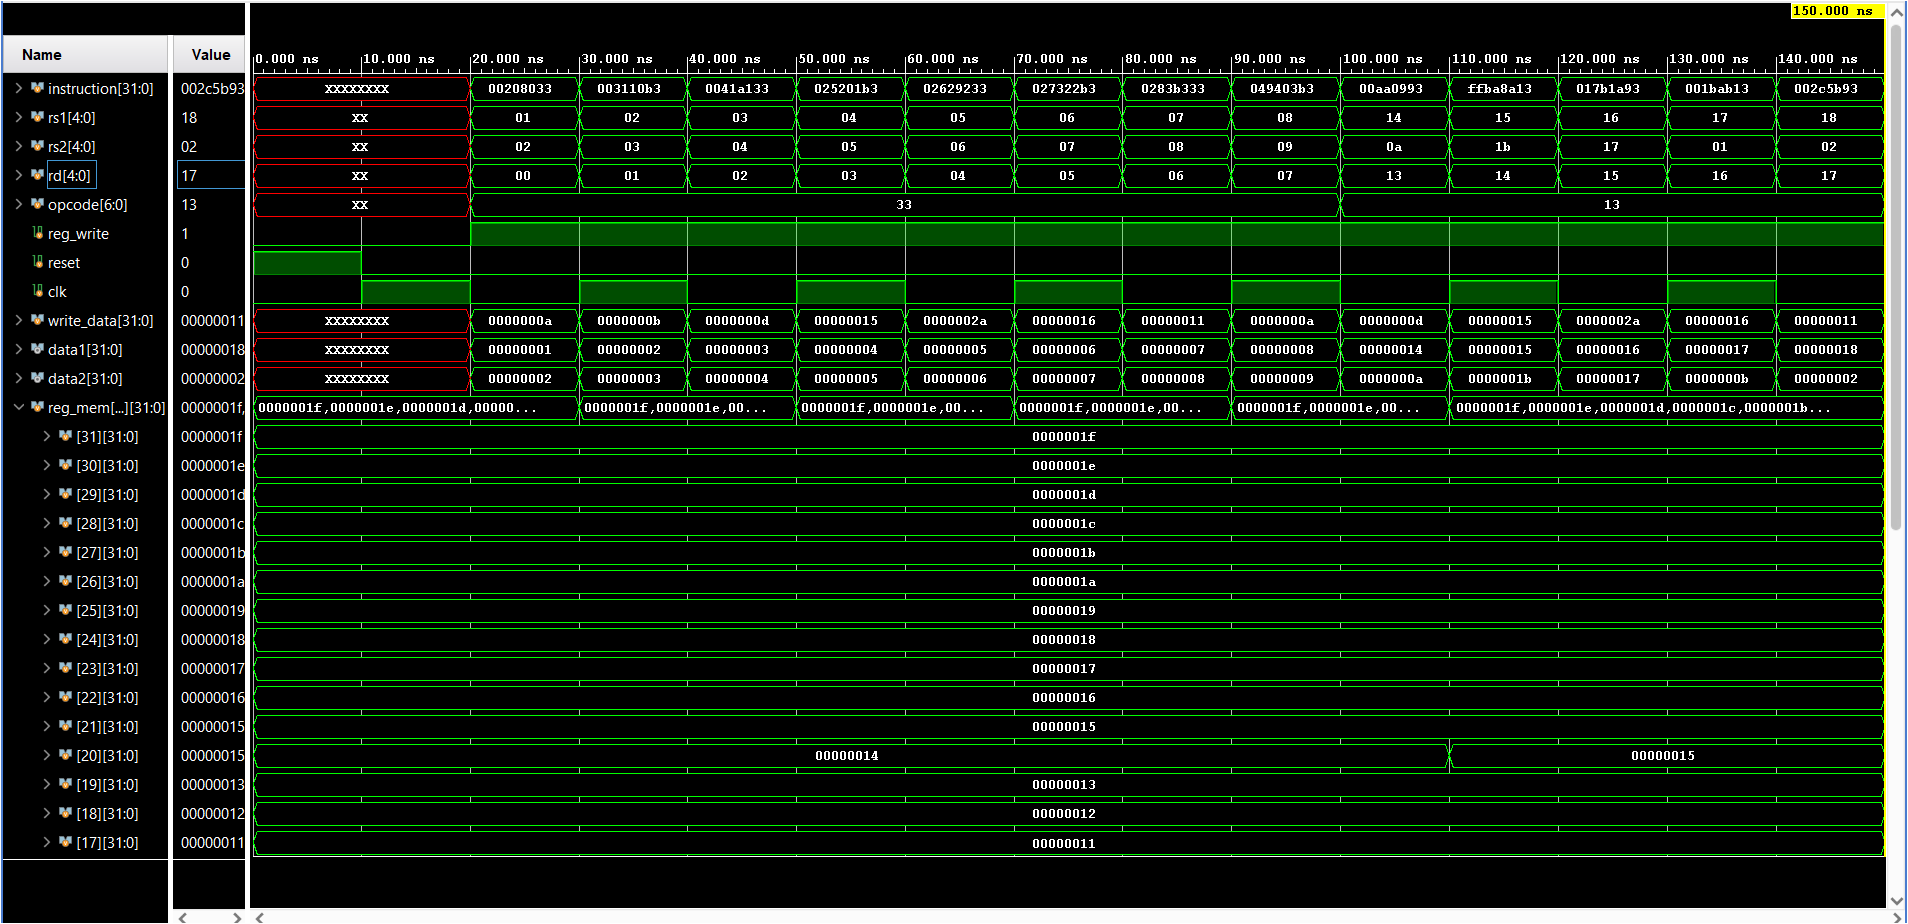 150.000 ns
Name Value 0.000 ns 10.000 ns 20.000 ns 30.000 ns 40.000 ns 50.000 ns 60.000 ns 70.000 ns 80.000 ns 90.000 ns 100.000 ns 110.000 ns 120.000 ns 130.000 ns 140.000 ns
instruction[31:0] 002c5b93 XXXXXXXX 00208033 003110b3 0041a133 025201b3 02629233 027322b3 0283b333 049403b3 00aa0993 ffba8a13 017b1a93 001bab13 002c5b93
rs1[4:0] 18 XX 01 02 03 04 05 06 07 08 14 15 16 17 18
rs2[4:0] 02 XX 02 03 04 05 06 07 08 09 0a 1b 17 01 02
rd[4:0] 17 XX 00 01 02 03 04 05 06 07 13 14 15 16 17
opcode[6:0] 13 XX 33 13
reg_write 1
reset 0
clk 0
write_data[31:0] 00000011 XXXXXXXX 0000000a 0000000b 0000000d 00000015 0000002a 00000016 00000011 0000000a 0000000d 00000015 0000002a 00000016 00000011
data1[31:0] 00000018 XXXXXXXX 00000001 00000002 00000003 00000004 00000005 00000006 00000007 00000008 00000014 00000015 00000016 00000017 00000018
data2[31:0] 00000002 XXXXXXXX 00000002 00000003 00000004 00000005 00000006 00000007 00000008 00000009 0000000a 0000001b 00000017 0000000b 00000002
reg_mem[...][31:0] 0000001f, 0000001f,0000001e,0000001d,00000... 0000001f,0000001e,00... 0000001f,0000001e,00... 0000001f,0000001e,00... 0000001f,0000001e,00... 0000001f,0000001e,0000001d,0000001c,0000001b...
[31][31:0] 0000001f 0000001f
[30][31:0] 0000001e 0000001e
[29][31:0] 0000001d 0000001d
[28][31:0] 0000001c 0000001c
[27][31:0] 0000001b 0000001b
[26][31:0] 0000001a 0000001a
[25][31:0] 00000019 00000019
[24][31:0] 00000018 00000018
[23][31:0] 00000017 00000017
[22][31:0] 00000016 00000016
[21][31:0] 00000015 00000015
[20][31:0] 00000015 00000014 00000015
[19][31:0] 00000013 00000013
[18][31:0] 00000012 00000012
[17][31:0] 00000011 00000011